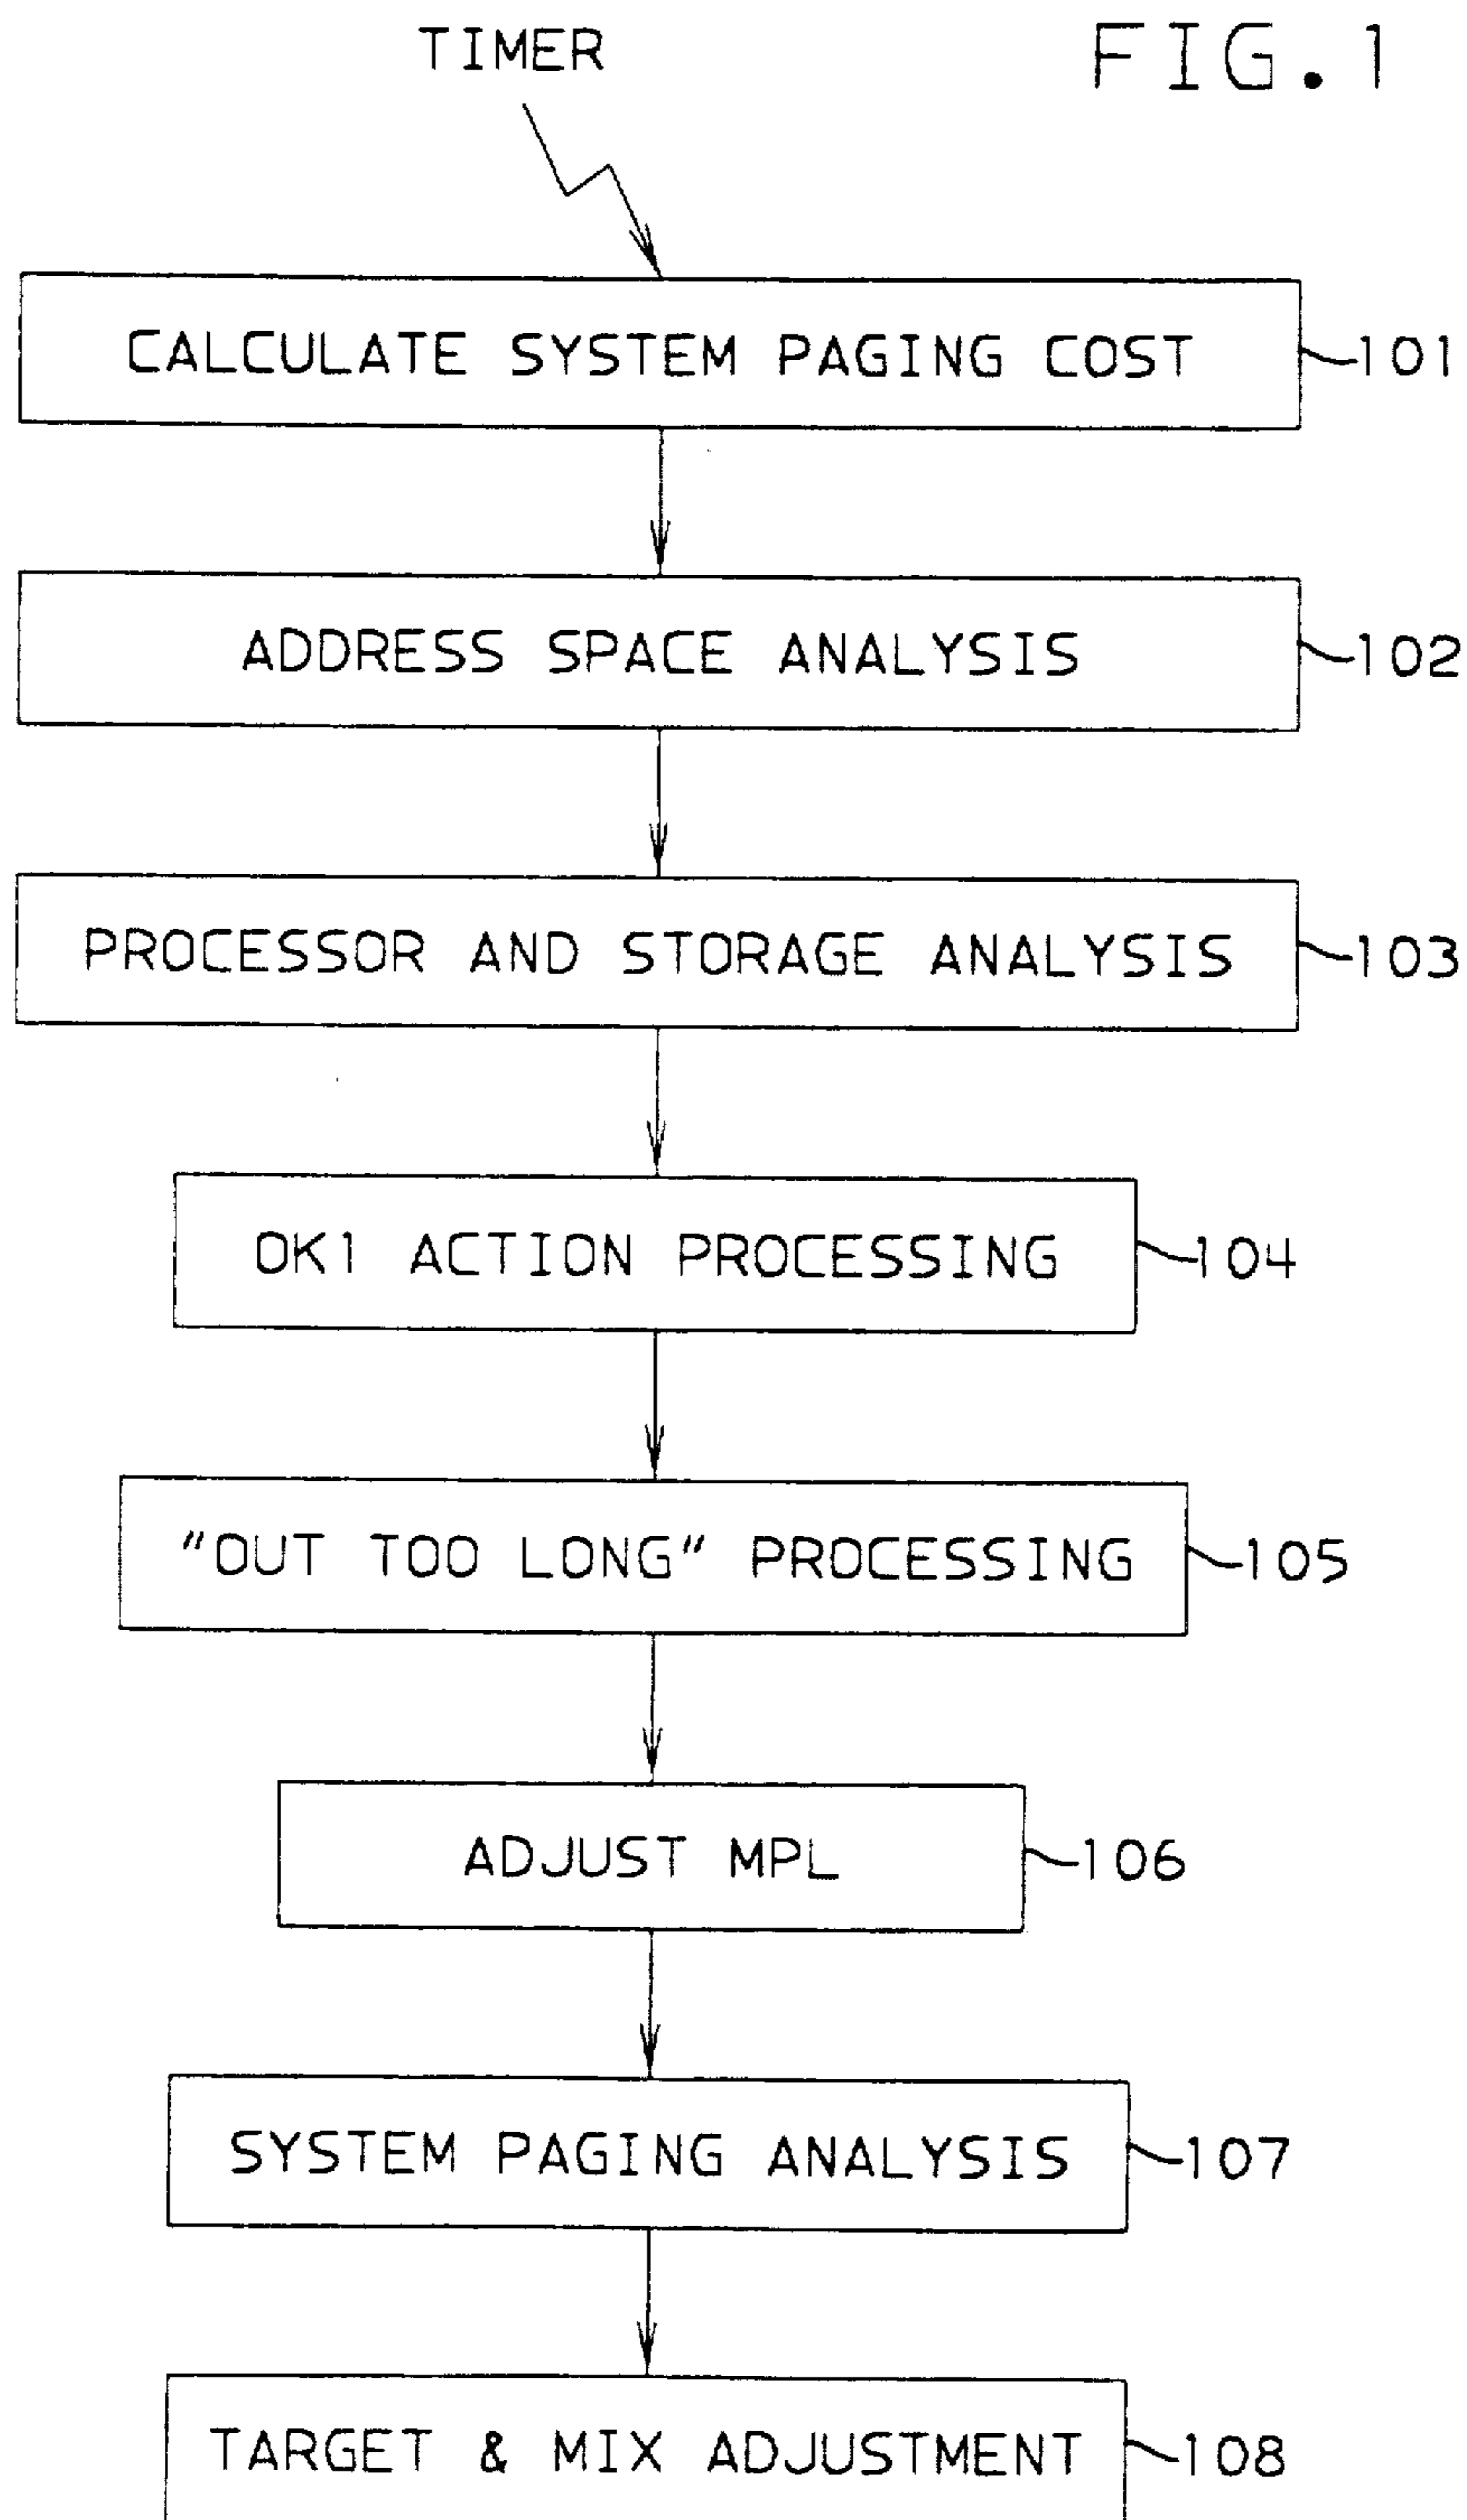 TIMER
FIG.1
CALCULATE SYSTEM PAGING COST
101
ADDRESS SPACE ANALYSIS
102
PROCESSOR AND STORAGE ANALYSIS
103
OK1 ACTION PROCESSING
104
"OUT TOO LONG" PROCESSING
105
ADJUST MPL
106
SYSTEM PAGING ANALYSIS
107
TARGET & MIX ADJUSTMENT
108